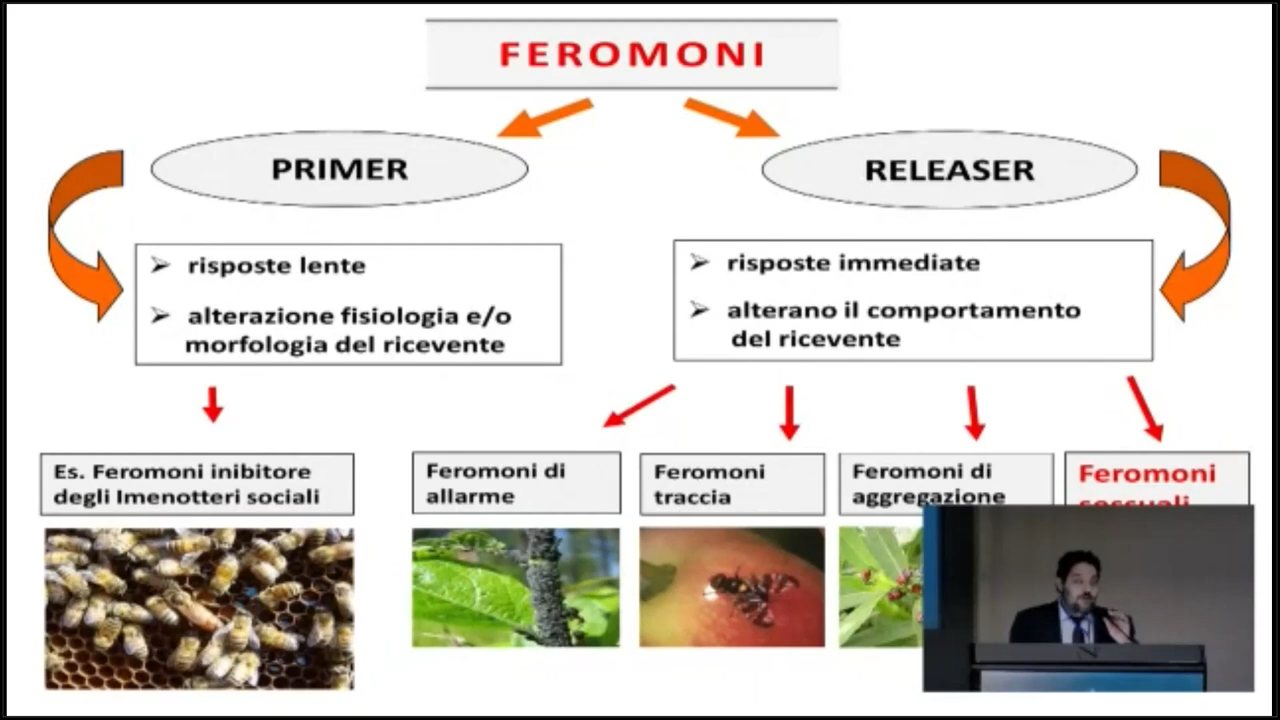 FEROMONI
PRIMER
RELEASER
➢ risposte lente
➢ alterazione fisiologia e/o
morfologia del ricevente
➢ risposte immediate
➢ alterano il comportamento
del ricevente
Es. Feromoni inibitore
degli Imenotteri sociali
Feromoni di
allarme
Feromoni
traccia
Feromoni di
aggregazione
Feromoni
sessuali